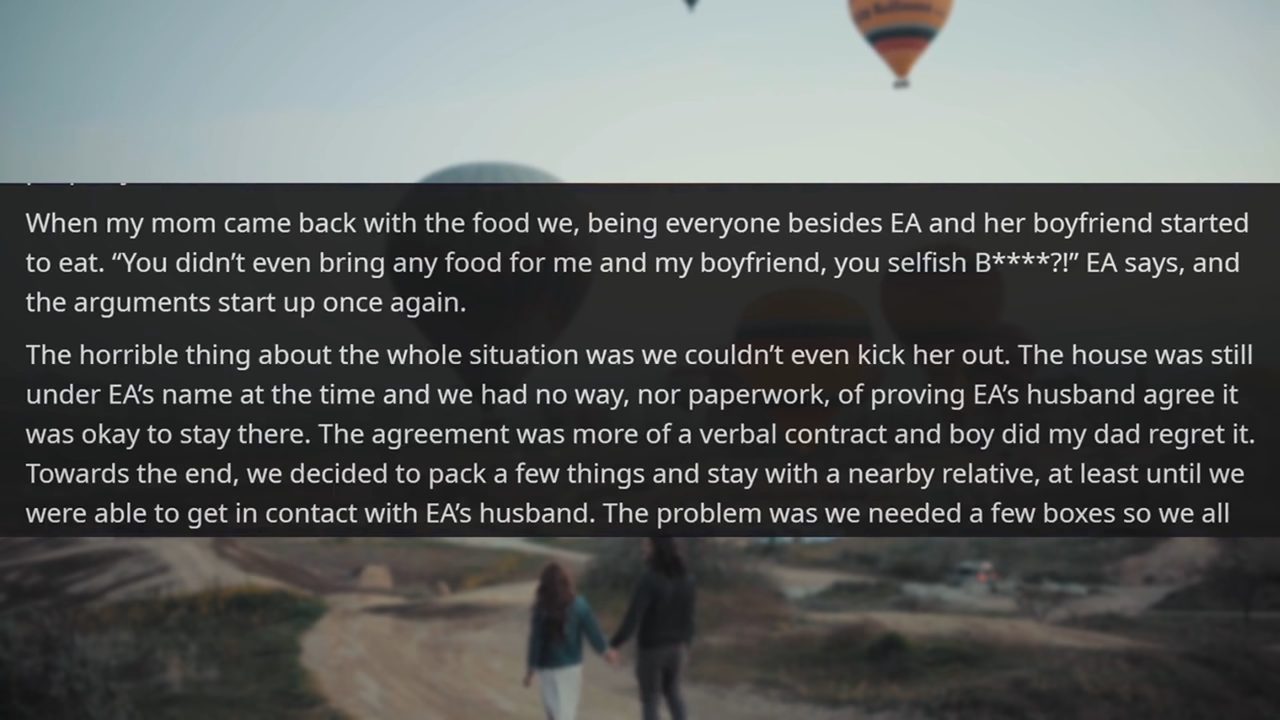 When my mom came back with the food we, being everyone besides EA and her boyfriend started
to eat. “You didn’t even bring any food for me and my boyfriend, you selfish B****?!” EA says, and
the arguments start up once again.
The horrible thing about the whole situation was we couldn’t even kick her out. The house was still
under EA’s name at the time and we had no way, nor paperwork, of proving EA’s husband agree it
was okay to stay there. The agreement was more of a verbal contract and boy did my dad regret it.
Towards the end, we decided to pack a few things and stay with a nearby relative, at least until we
were able to get in contact with EA’s husband. The problem was we needed a few boxes so we all